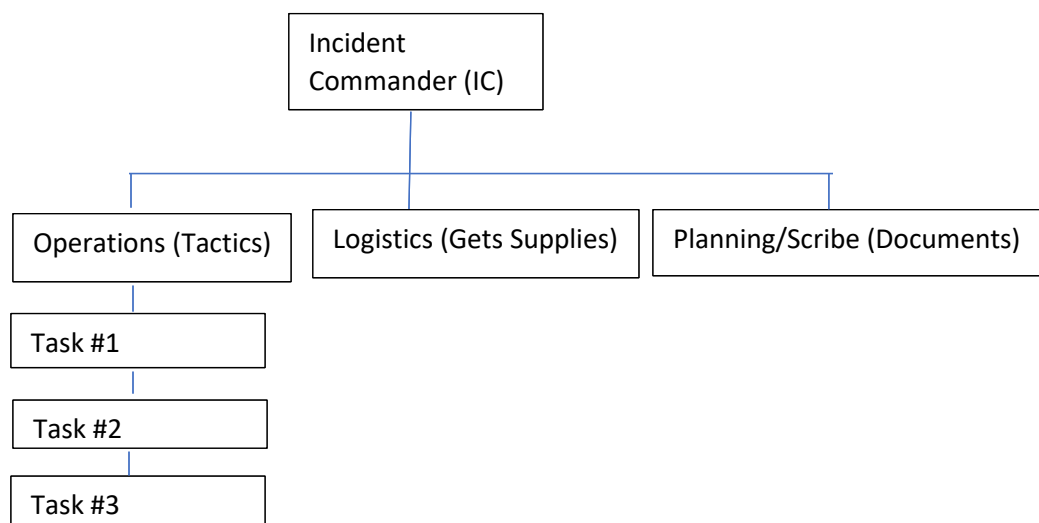 Incident
Commander (IC)
Operations (Tactics)
Logistics (Gets Supplies)
Planning/Scribe (Documents)
Task #1
Task #2
Task #3